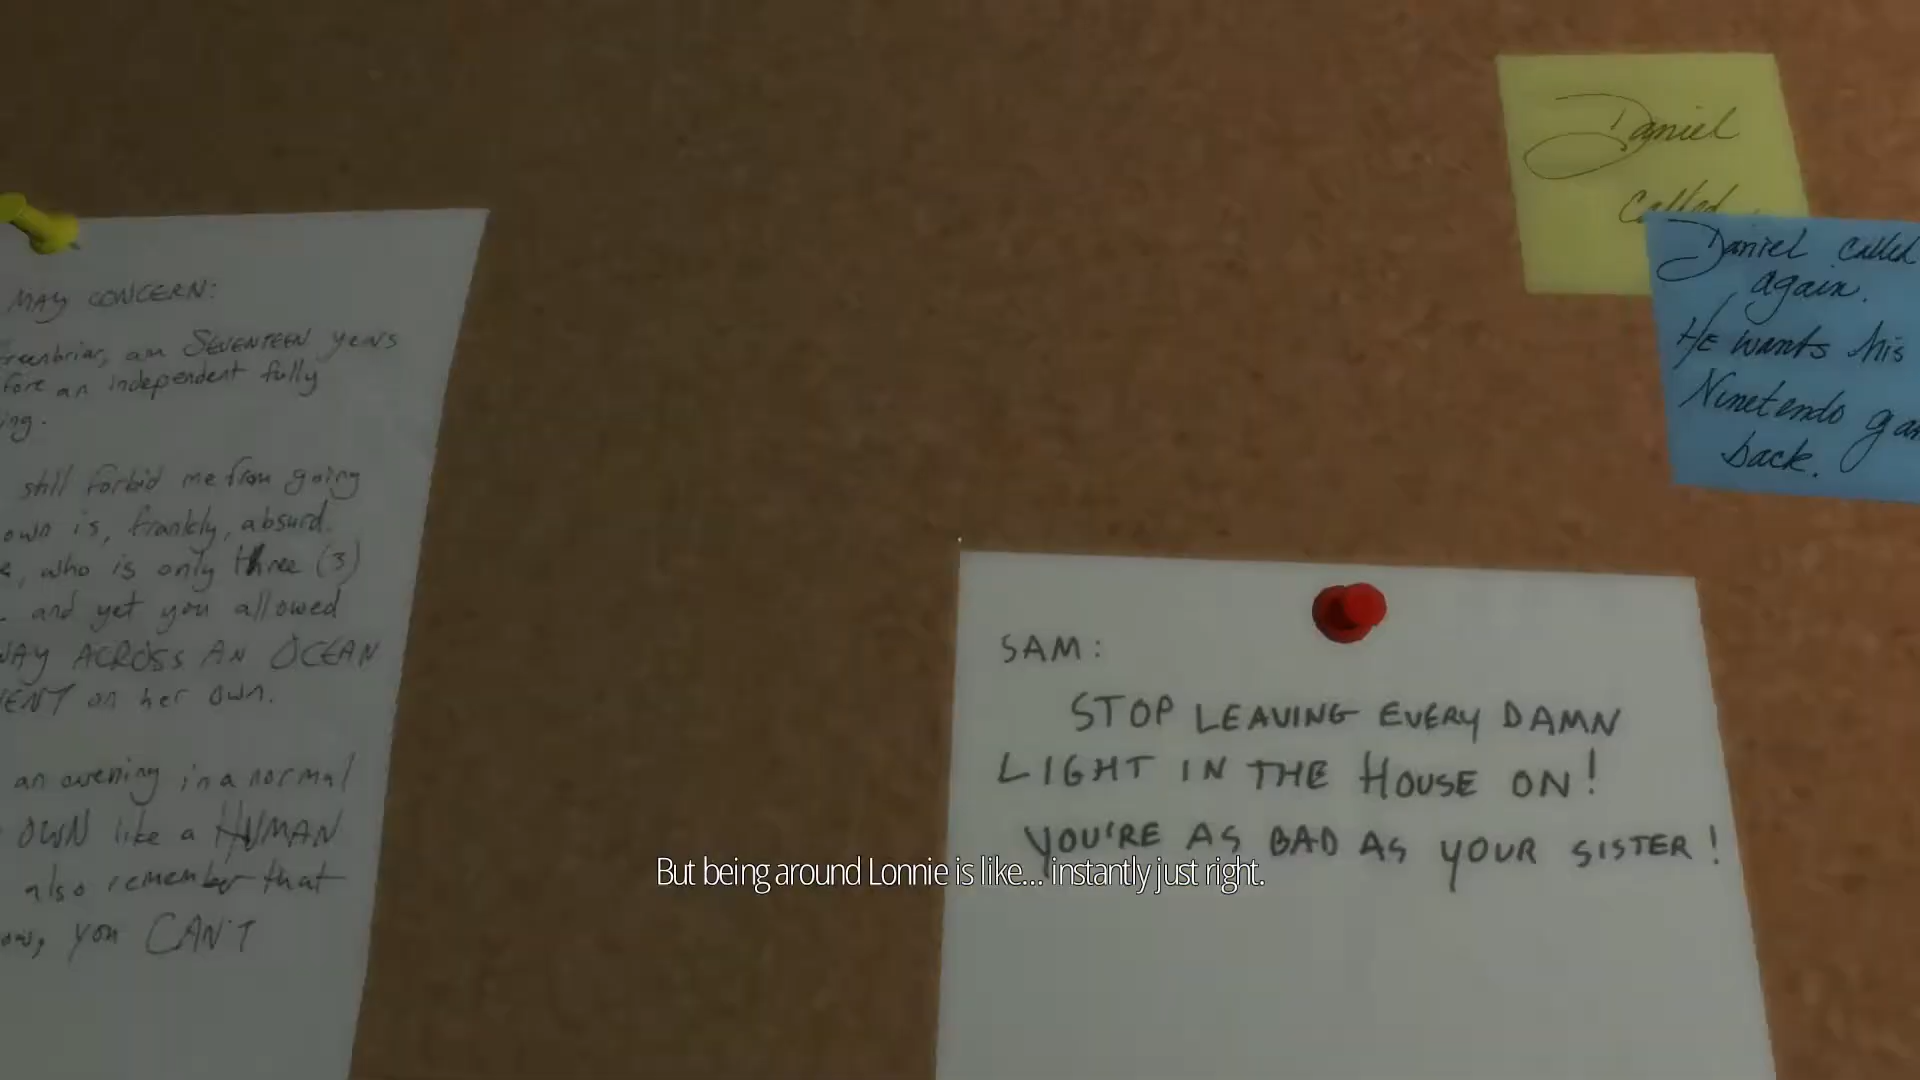 MAY CONCERN:
Greenbriar, am SEVENTEEN years
fore an independent fully
ing.
still forbid me from going
own is, frankly, absurd.
e, who is only three (3)
and yet you allowed
WAY ACROSS AN OCEAN
ENT on her own.
an evening in a normal
OWN like a HUMAN
also remember that
you CAN'T
Daniel
Called.
Daniel called
again.
He wants his
Ninetendo gam
back.
SAM:
STOP LEAVING EVERY DAMN
LIGHT IN THE HOUSE ON!
YOU'RE AS BAD AS YOUR SISTER!
But being around Lonnie is like... instantly just right.